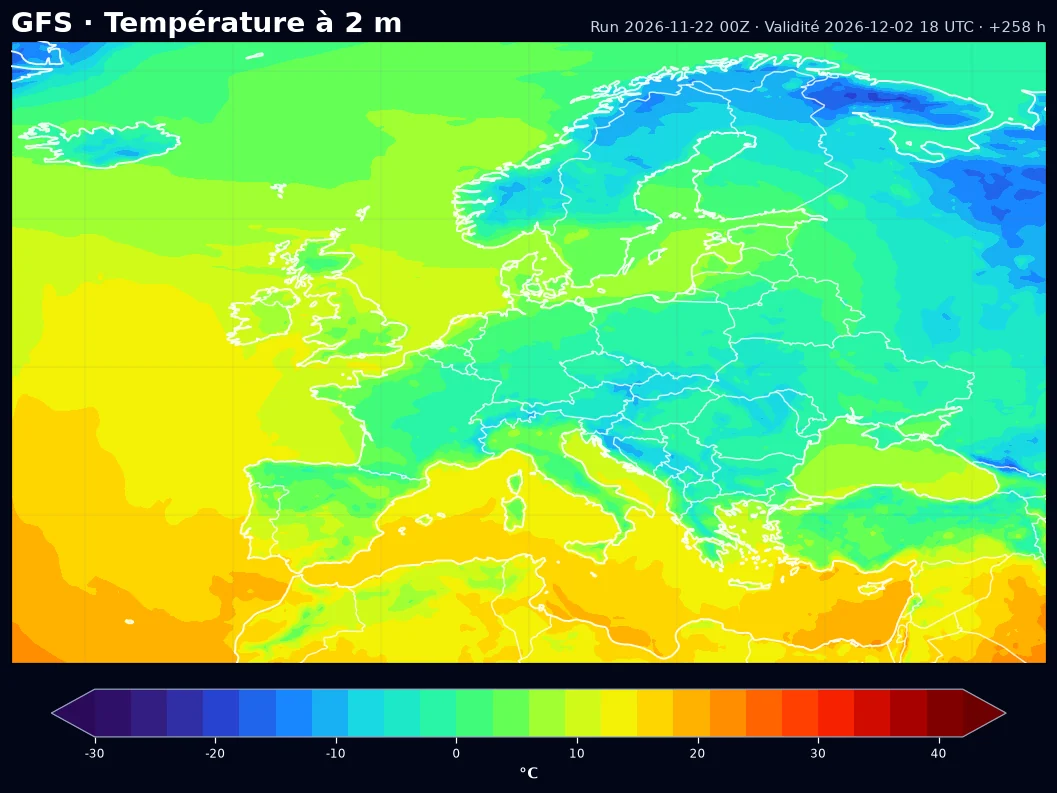 GFS · Température à 2 m
Run 2026-11-22 00Z · Validité 2026-12-02 18 UTC · +258 h
-30 -20 -10 0 10 20 30 40
°C